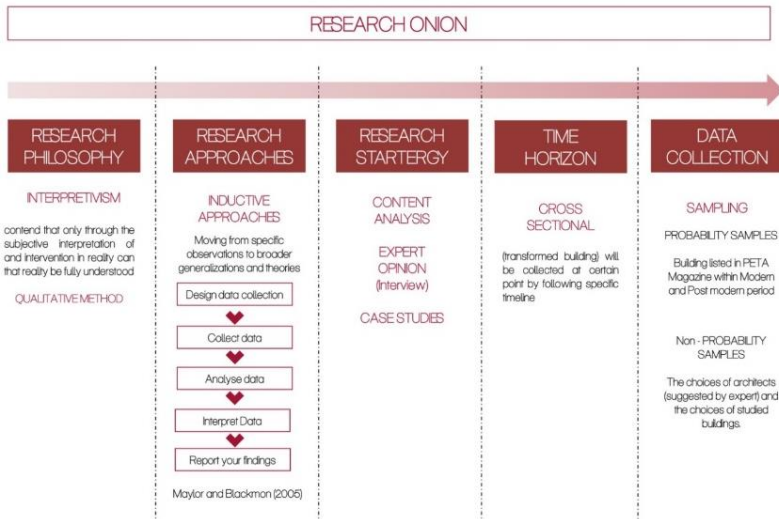 RESEARCH ONION
RESEARCH
PHILOSOPHY
INTERPRETIVISM
contend that only through the
subjective interpretation of
and intervention in reality can
that reality be fully understood
QUALITATIVE METHOD
RESEARCH
APPROACHES
INDUCTIVE
APPROACHES
Moving from specific
observations to broader
generalizations and theories
Design data collection
Collect data
Analyse data
Interpret Data
Report your findings
Maylor and Blackmon (2005)
RESEARCH
STARTERGY
CONTENT
ANALYSIS
EXPERT
OPINION
(Interview)
CASE STUDIES
TIME
HORIZON
CROSS
SECTIONAL
(transformed building) will
be collected at certain
point by following specific
timeline
DATA
COLLECTION
SAMPLING
PROBABILITY SAMPLES
Building listed in PETA
Magazine within Modern
and Post modern period
Non - PROBABILITY
SAMPLES
The choices of architects
(suggested by expert) and
the choices of studied
buildings.